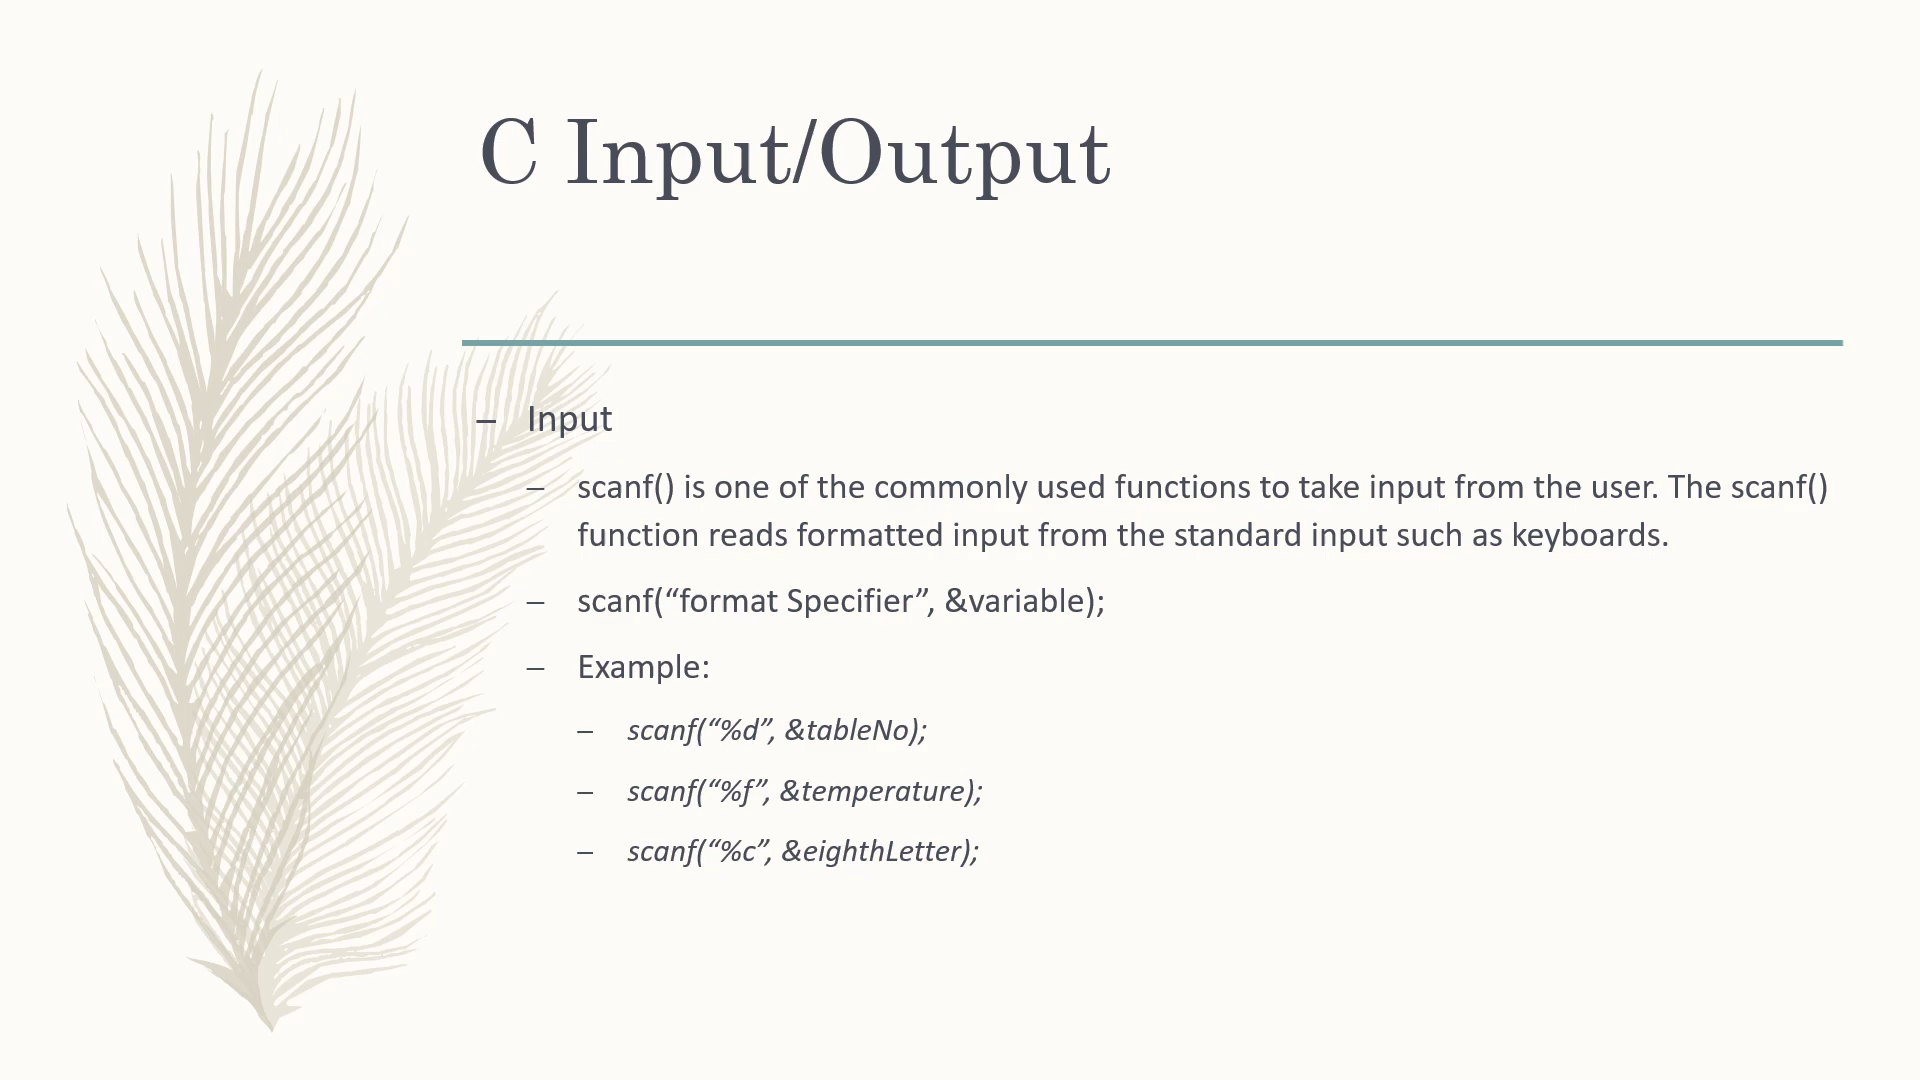 C Input/Output
– Input
– scanf() is one of the commonly used functions to take input from the user. The scanf()
function reads formatted input from the standard input such as keyboards.
– scanf(“format Specifier”, &variable);
– Example:
– scanf(“%d”, &tableNo);
– scanf(“%f”, &temperature);
– scanf(“%c”, &eighthLetter);